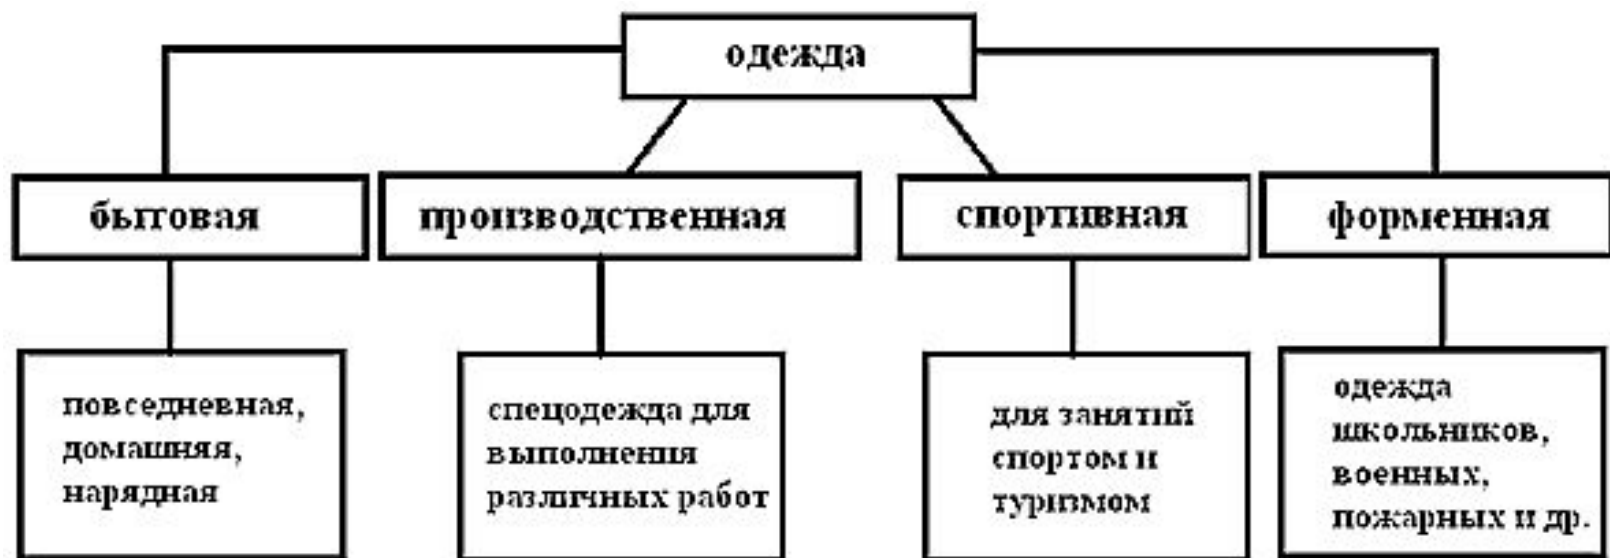 одежда
бытовая
производственная
спортивная
форменная
повседневная,
домашняя,
нарядная
спецодежда для
выполнения
различных работ
для занятий
спортом и
туризмом
одежда
школьников,
военных,
пожарных и др.